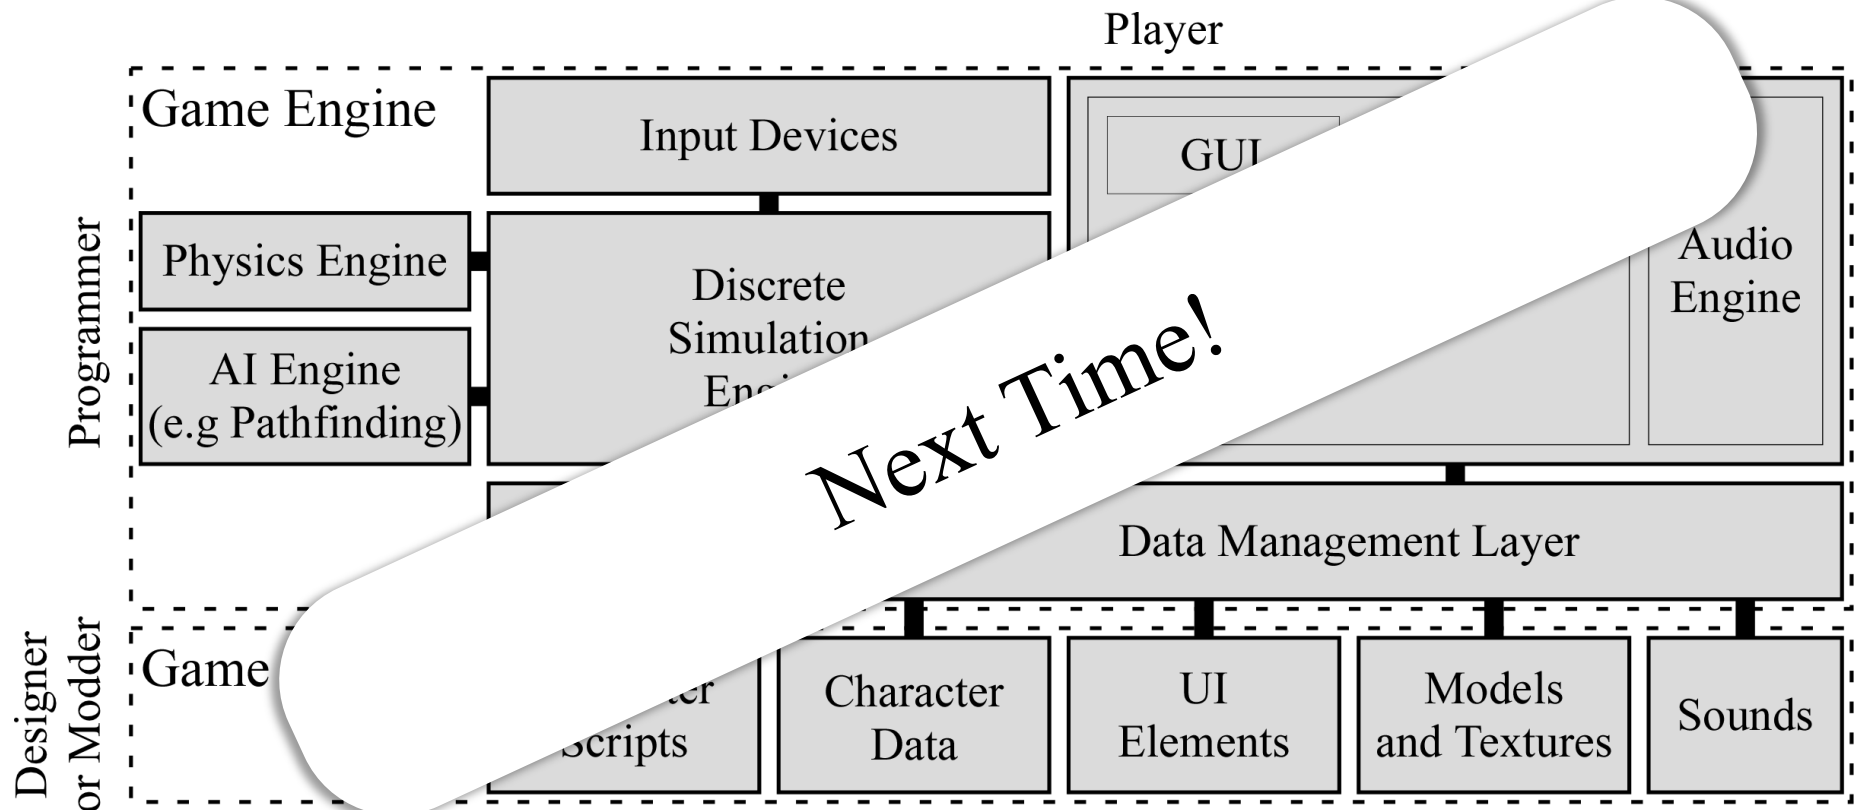 Player
Game Engine
Input Devices
GUI
Physics Engine
Discrete
Simulation
Audio
Engine
AI Engine
(e.g Pathfinding)
Programmer
Next Time!
Data Management Layer
Designer
or Modder
Game
Scripts
Character
Data
UI
Elements
Models
and Textures
Sounds